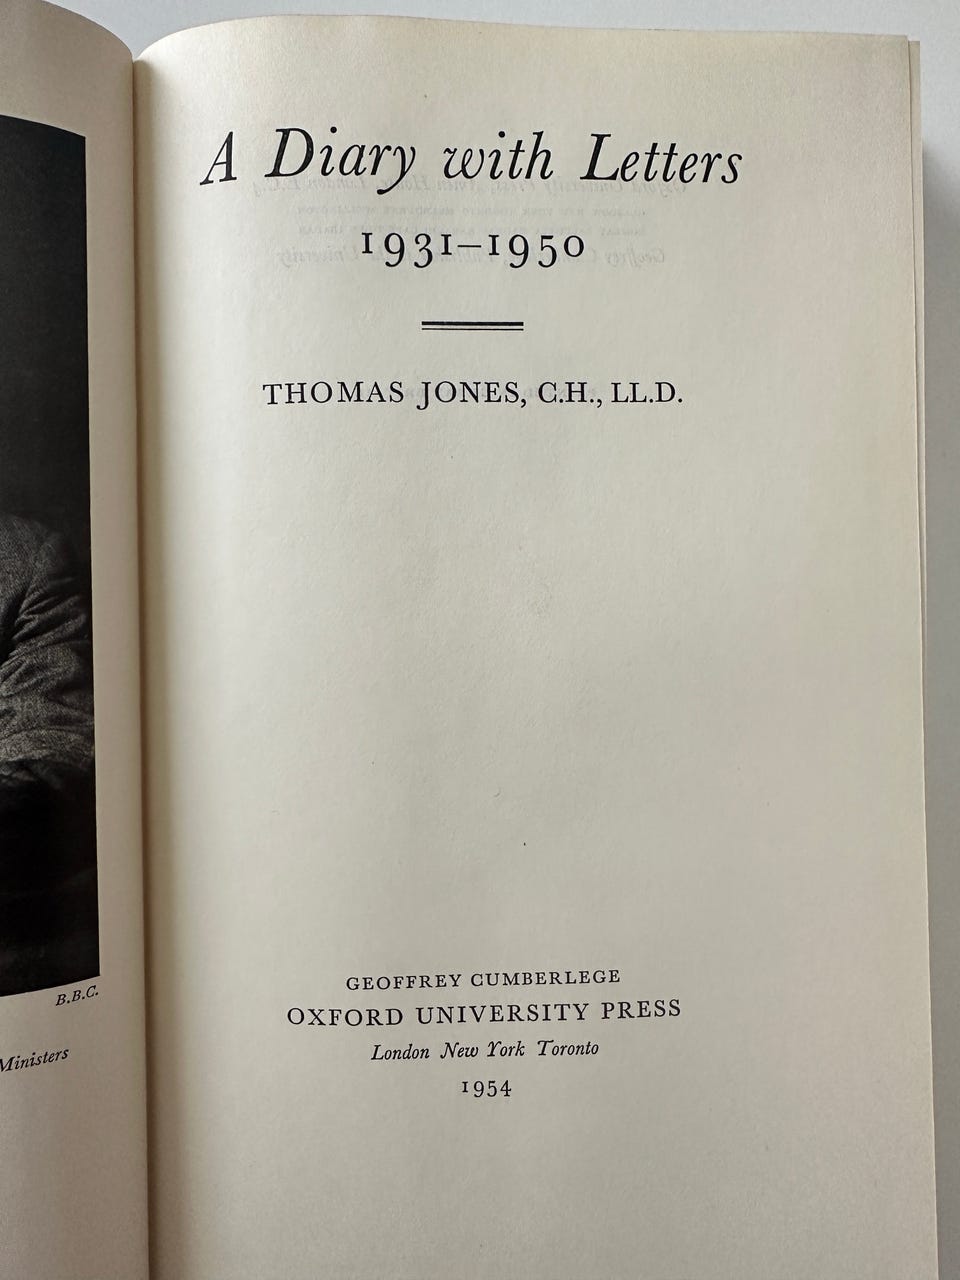 B.B.C.
Ministers
A Diary with Letters
1931–1950
THOMAS JONES, C.H., LL.D.
GEOFFREY CUMBERLEGE
OXFORD UNIVERSITY PRESS
London New York Toronto
1954